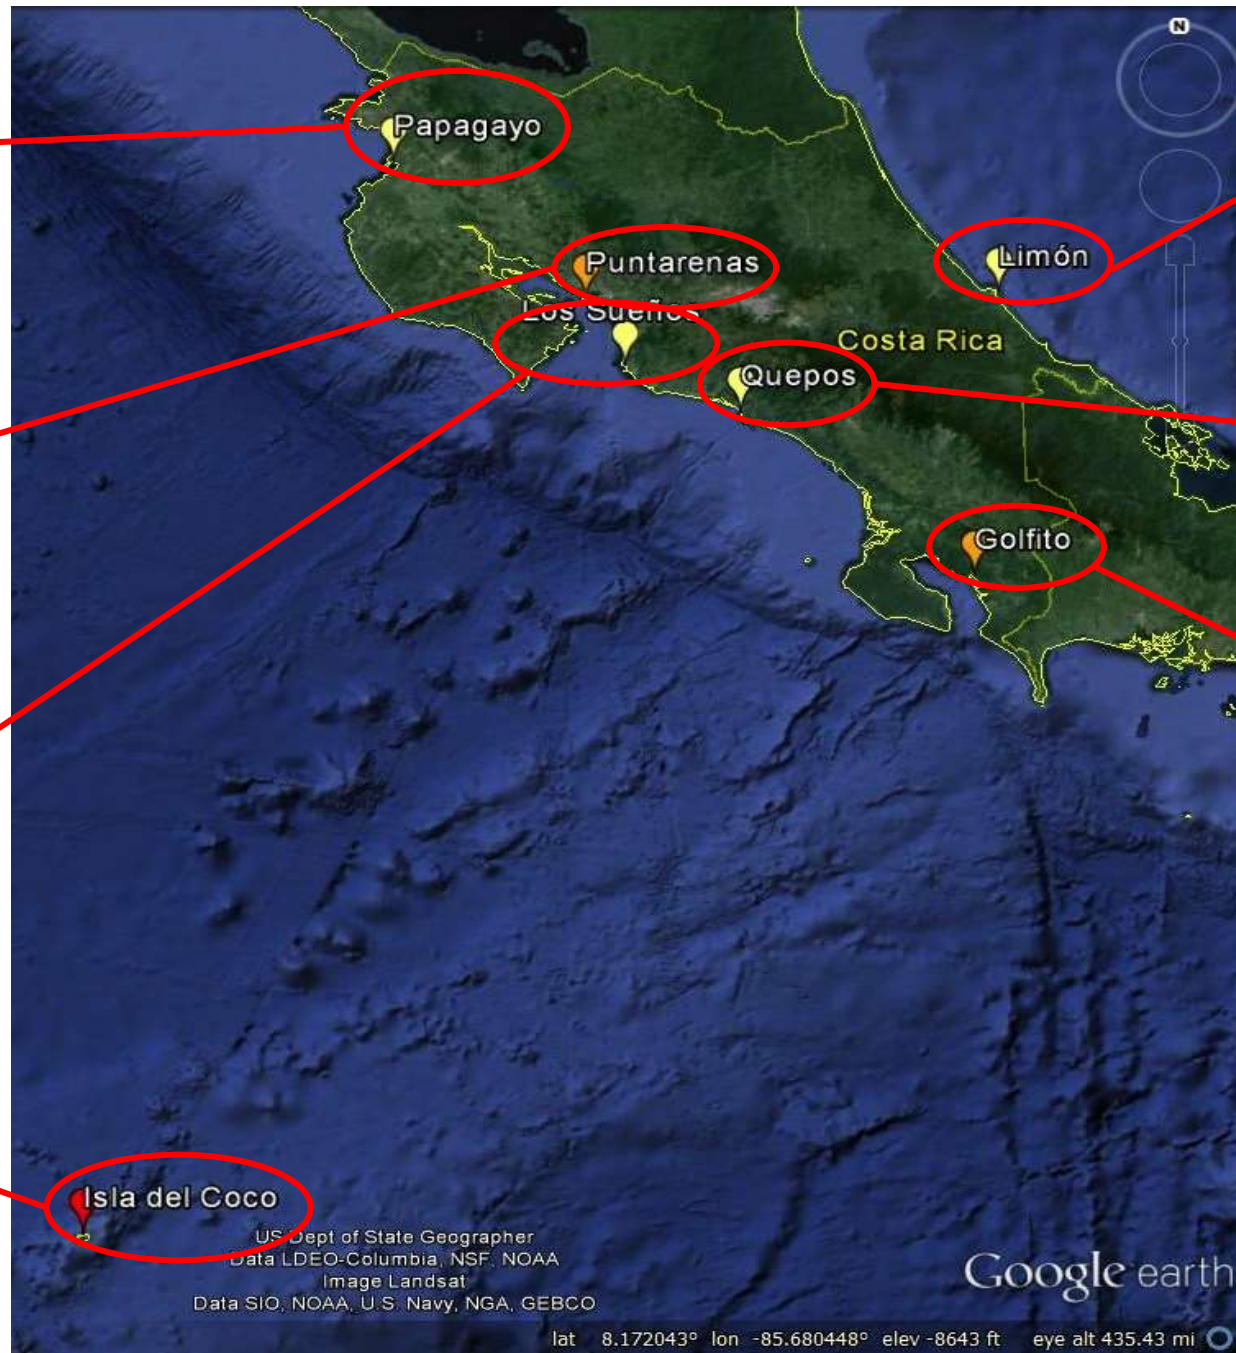 N
Papagayo
Puntarenas
Limón
Los Sueños
Costa Rica
Quepos
Golfito
Isla del Coco
US Dept of State Geographer
Data LDEO-Columbia, NSF, NOAA
Image Landsat
Data SIO, NOAA, U.S. Navy, NGA, GEBCO
Google earth
lat 8.172043° lon -85.680448° elev -8643 ft eye alt 435.43 mi